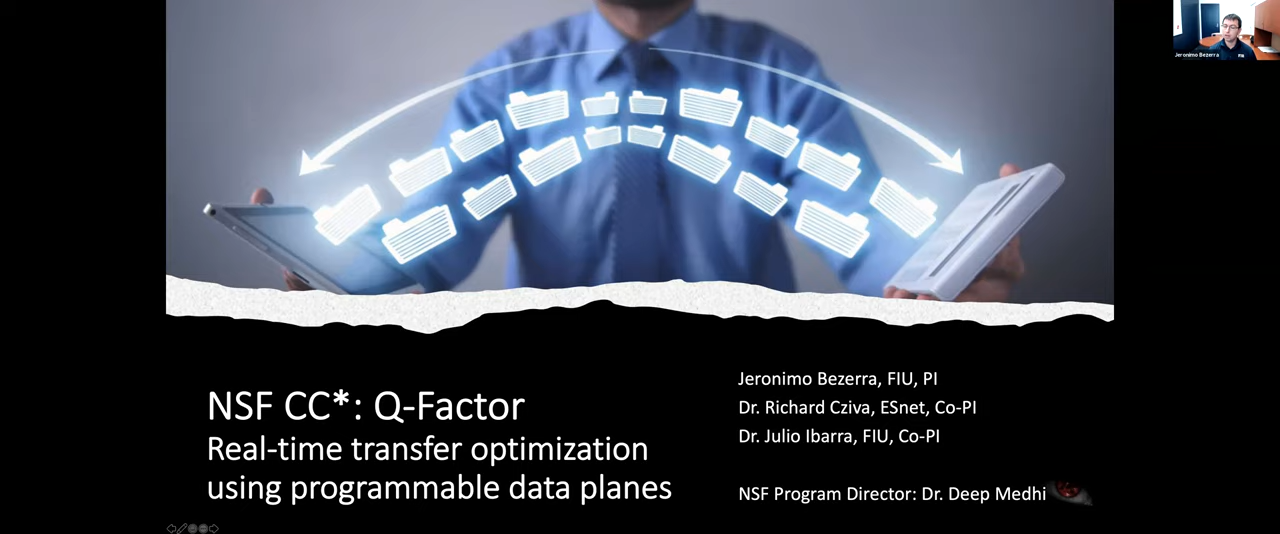 Jeronimo Bezerra
NSF CC*: Q-Factor
Real-time transfer optimization
using programmable data planes
Jeronimo Bezerra, FIU, PI
Dr. Richard Cziva, ESnet, Co-PI
Dr. Julio Ibarra, FIU, Co-PI
NSF Program Director: Dr. Deep Medhi